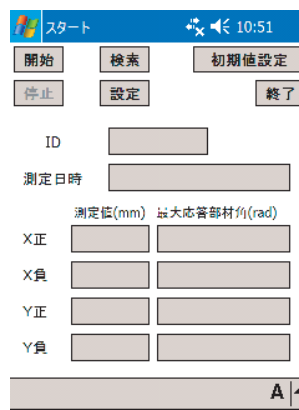 スタート 10:51
開始 検索 初期値設定
停止 設定 終了
ID
測定日時
測定値(mm) 最大応答部材角(rad)
X正
X負
Y正
Y負
A